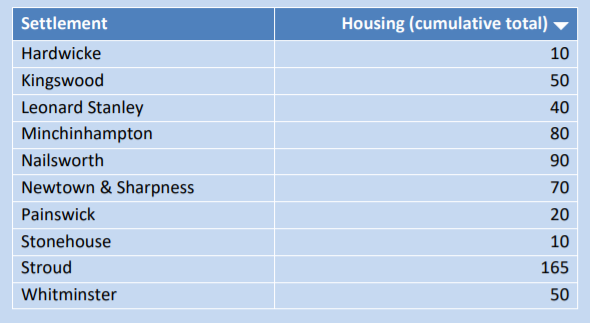 Settlement Housing (cumulative total)
Hardwicke 10
Kingswood 50
Leonard Stanley 40
Minchinhampton 80
Nailsworth 90
Newtown & Sharpness 70
Painswick 20
Stonehouse 10
Stroud 165
Whitminster 50